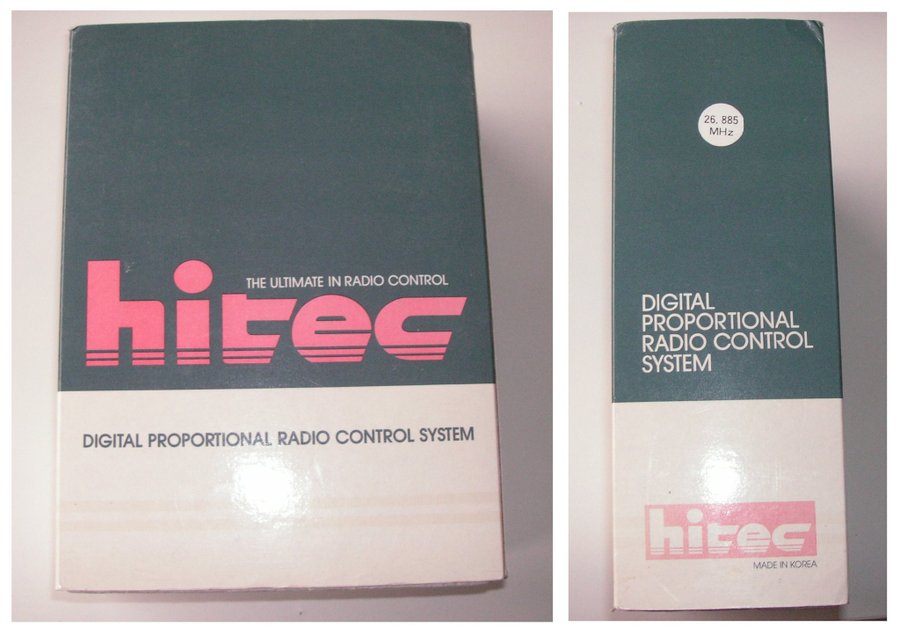 THE ULTIMATE IN RADIO CONTROL
hitec
DIGITAL PROPORTIONAL RADIO CONTROL SYSTEM
26, 885
MHz
DIGITAL
PROPORTIONAL
RADIO CONTROL
SYSTEM
hitec
MADE IN KOREA